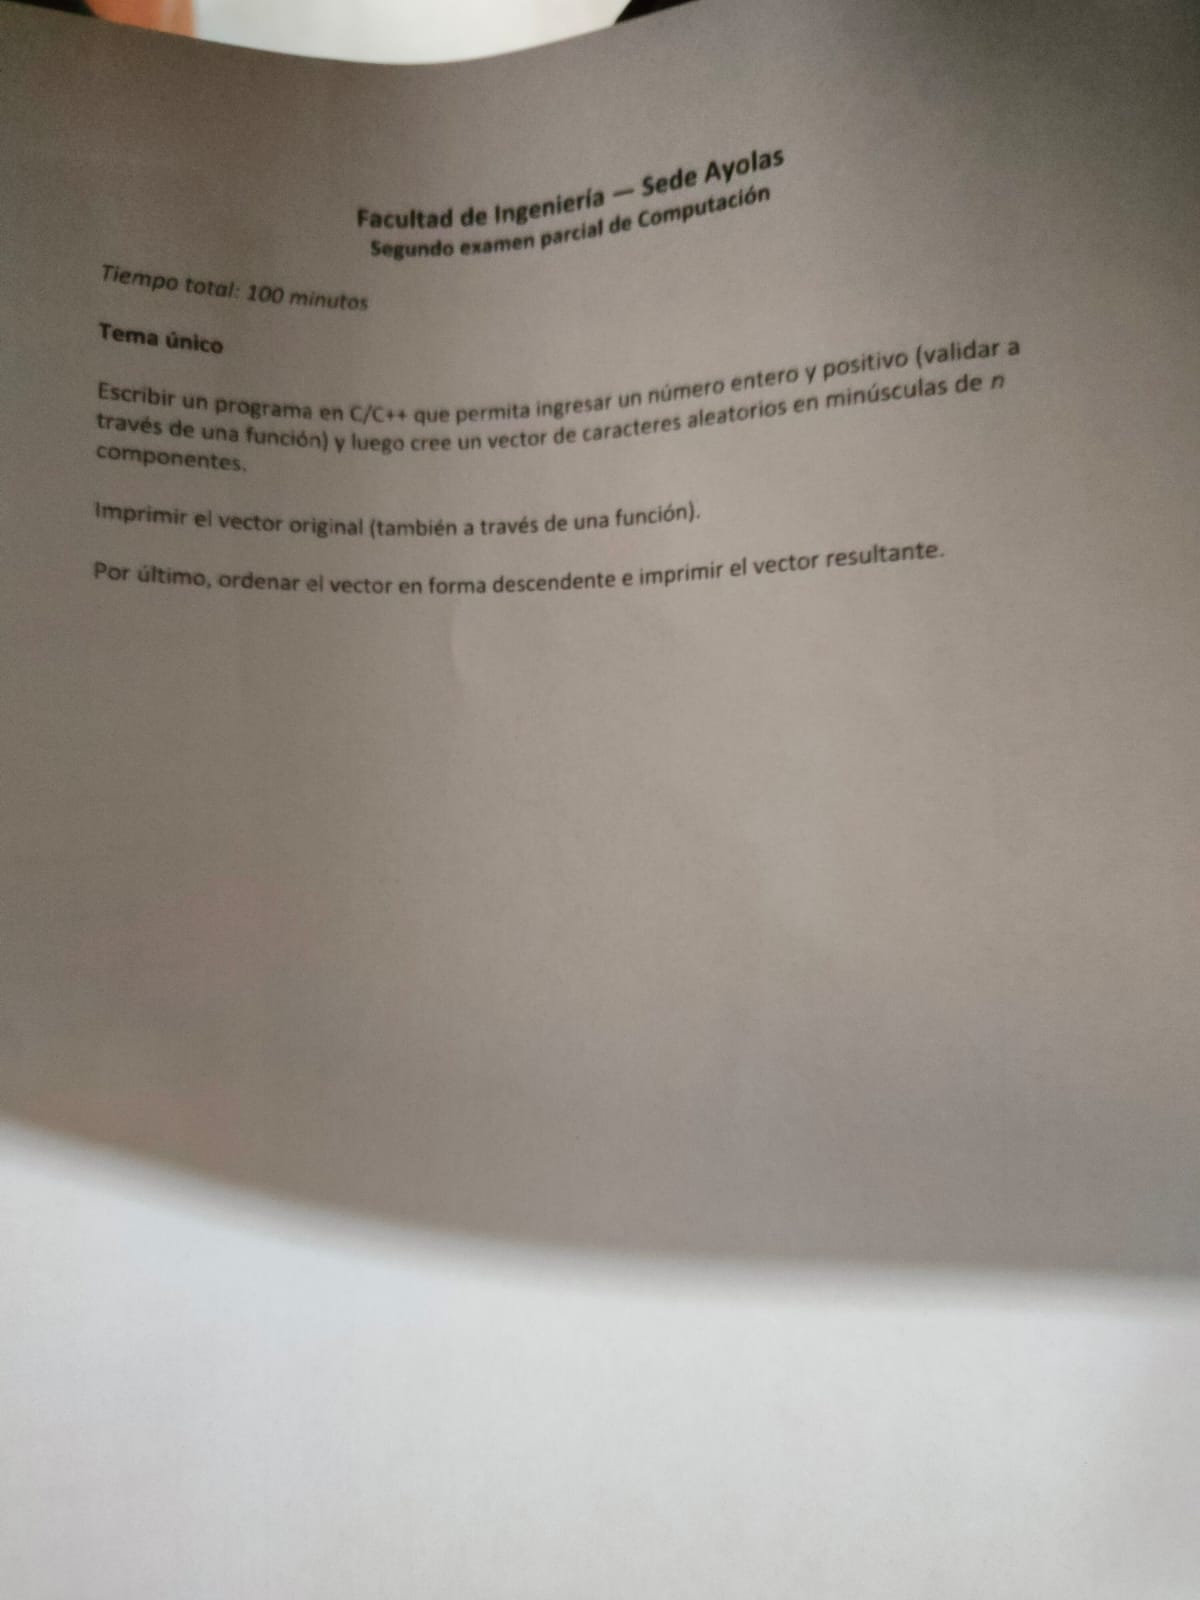 Facultad de Ingeniería — Sede Ayolas
Segundo examen parcial de Computación
Tiempo total: 100 minutos
Tema único
Escribir un programa en C/C++ que permita ingresar un número entero y positivo (validar a
través de una función) y luego cree un vector de caracteres aleatorios en minúsculas de n
componentes.
Imprimir el vector original (también a través de una función).
Por último, ordenar el vector en forma descendente e imprimir el vector resultante.